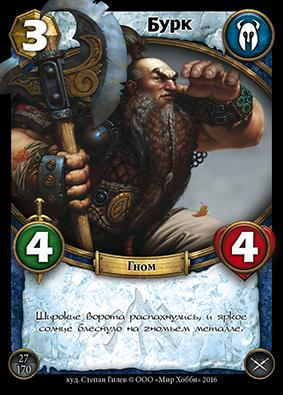 3
Бурк
4
Гном
4
Широкие ворота распахнулись, и яркое
солнце блеснуло на гномьем металле.
27
170
худ. Степан Гилев © ООО «Мир Хобби» 2016